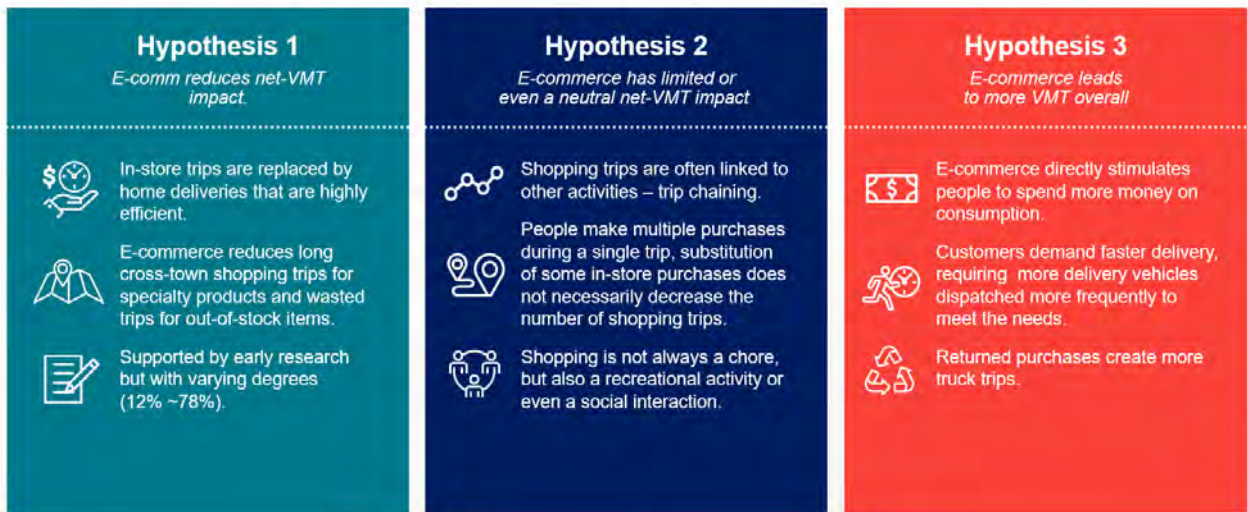 Hypothesis 1
E-comm reduces net-VMT
impact.
$
In-store trips are replaced by
home deliveries that are highly
efficient.
E-commerce reduces long
cross-town shopping trips for
specialty products and wasted
trips for out-of-stock items.
Supported by early research
but with varying degrees
(12% ~78%).
Hypothesis 2
E-commerce has limited or
even a neutral net-VMT impact
Shopping trips are often linked to
other activities – trip chaining.
People make multiple purchases
during a single trip, substitution
of some in-store purchases does
not necessarily decrease the
number of shopping trips.
Shopping is not always a chore,
but also a recreational activity or
even a social interaction.
Hypothesis 3
E-commerce leads
to more VMT overall
$
E-commerce directly stimulates
people to spend more money on
consumption.
Customers demand faster delivery,
requiring more delivery vehicles
dispatched more frequently to
meet the needs.
Returned purchases create more
truck trips.